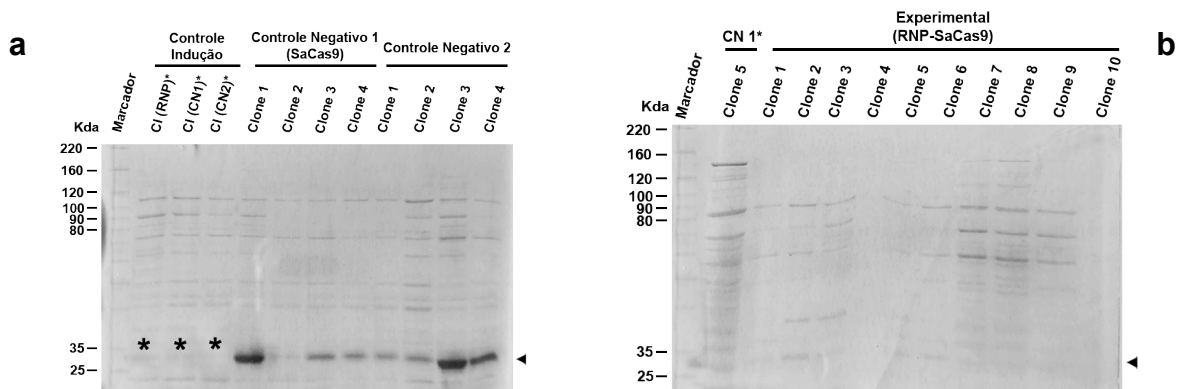 a
Controle
Indução
Controle Negativo 1
(SaCas9)
Controle Negativo 2
Kda
Marcador
CI (RNP)*
CI (CN1)*
CI (CN2)*
Clone 1
Clone 2
Clone 3
Clone 4
Clone 1
Clone 2
Clone 3
Clone 4
220
160
120
100
90
80
35
25
* * *
b
CN 1*
Experimental
(RNP-SaCas9)
Kda
Marcador
Clone 5
Clone 1
Clone 2
Clone 3
Clone 4
Clone 5
Clone 6
Clone 7
Clone 8
Clone 9
Clone 10
220
160
120
100
90
80
35
25